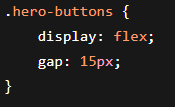 .hero-buttons {
    display: flex;
    gap: 15px;
}